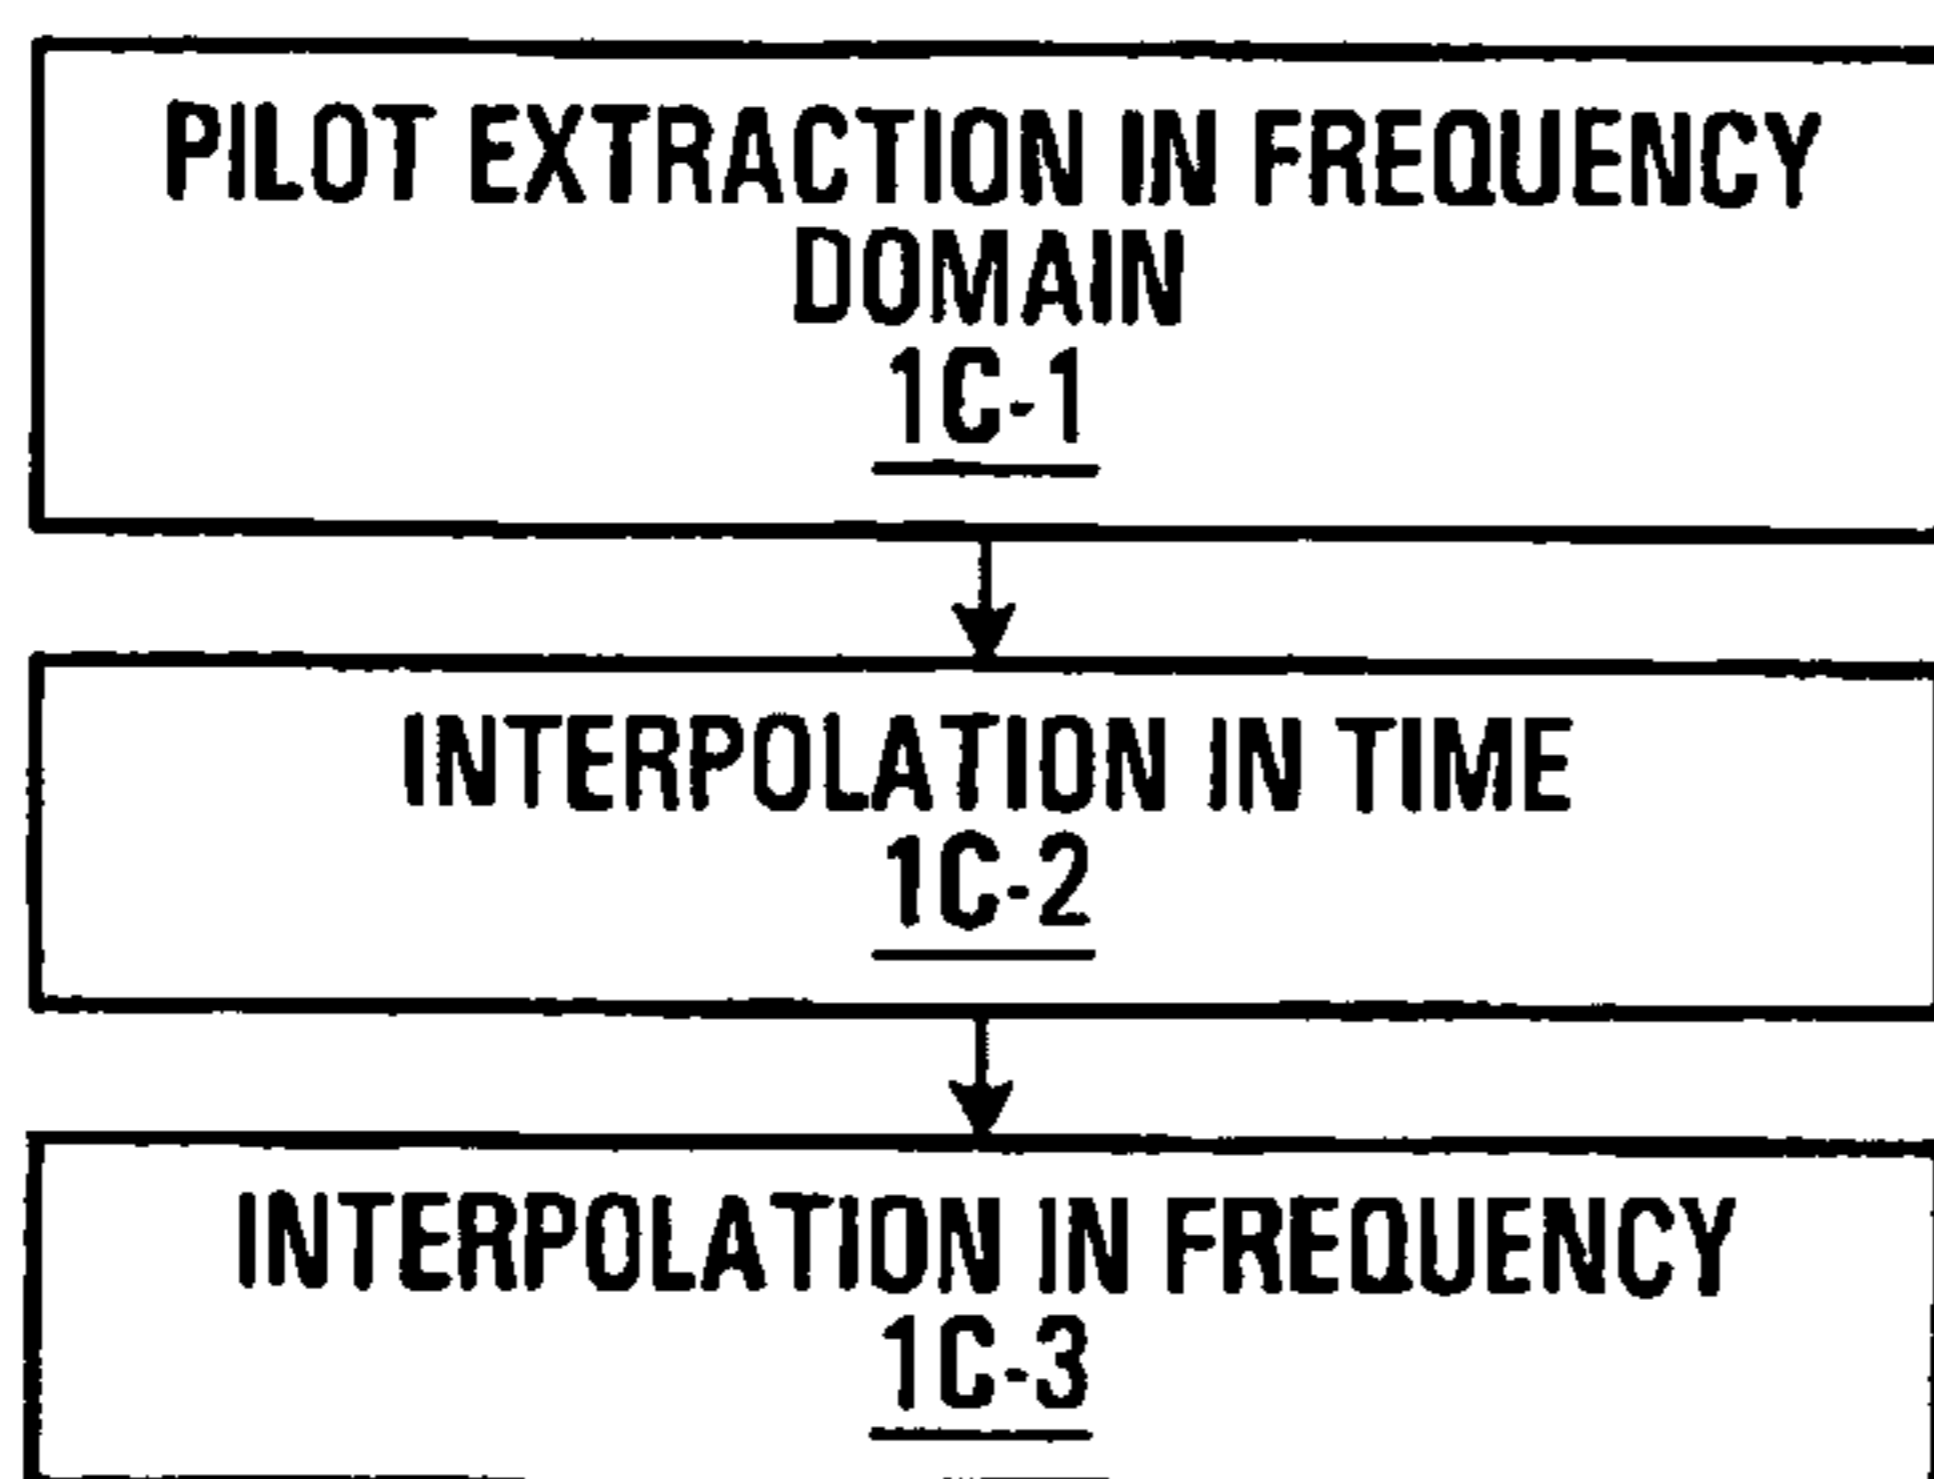 PILOT EXTRACTION IN FREQUENCY
DOMAIN
1C-1
INTERPOLATION IN TIME
1C-2
INTERPOLATION IN FREQUENCY
1C-3